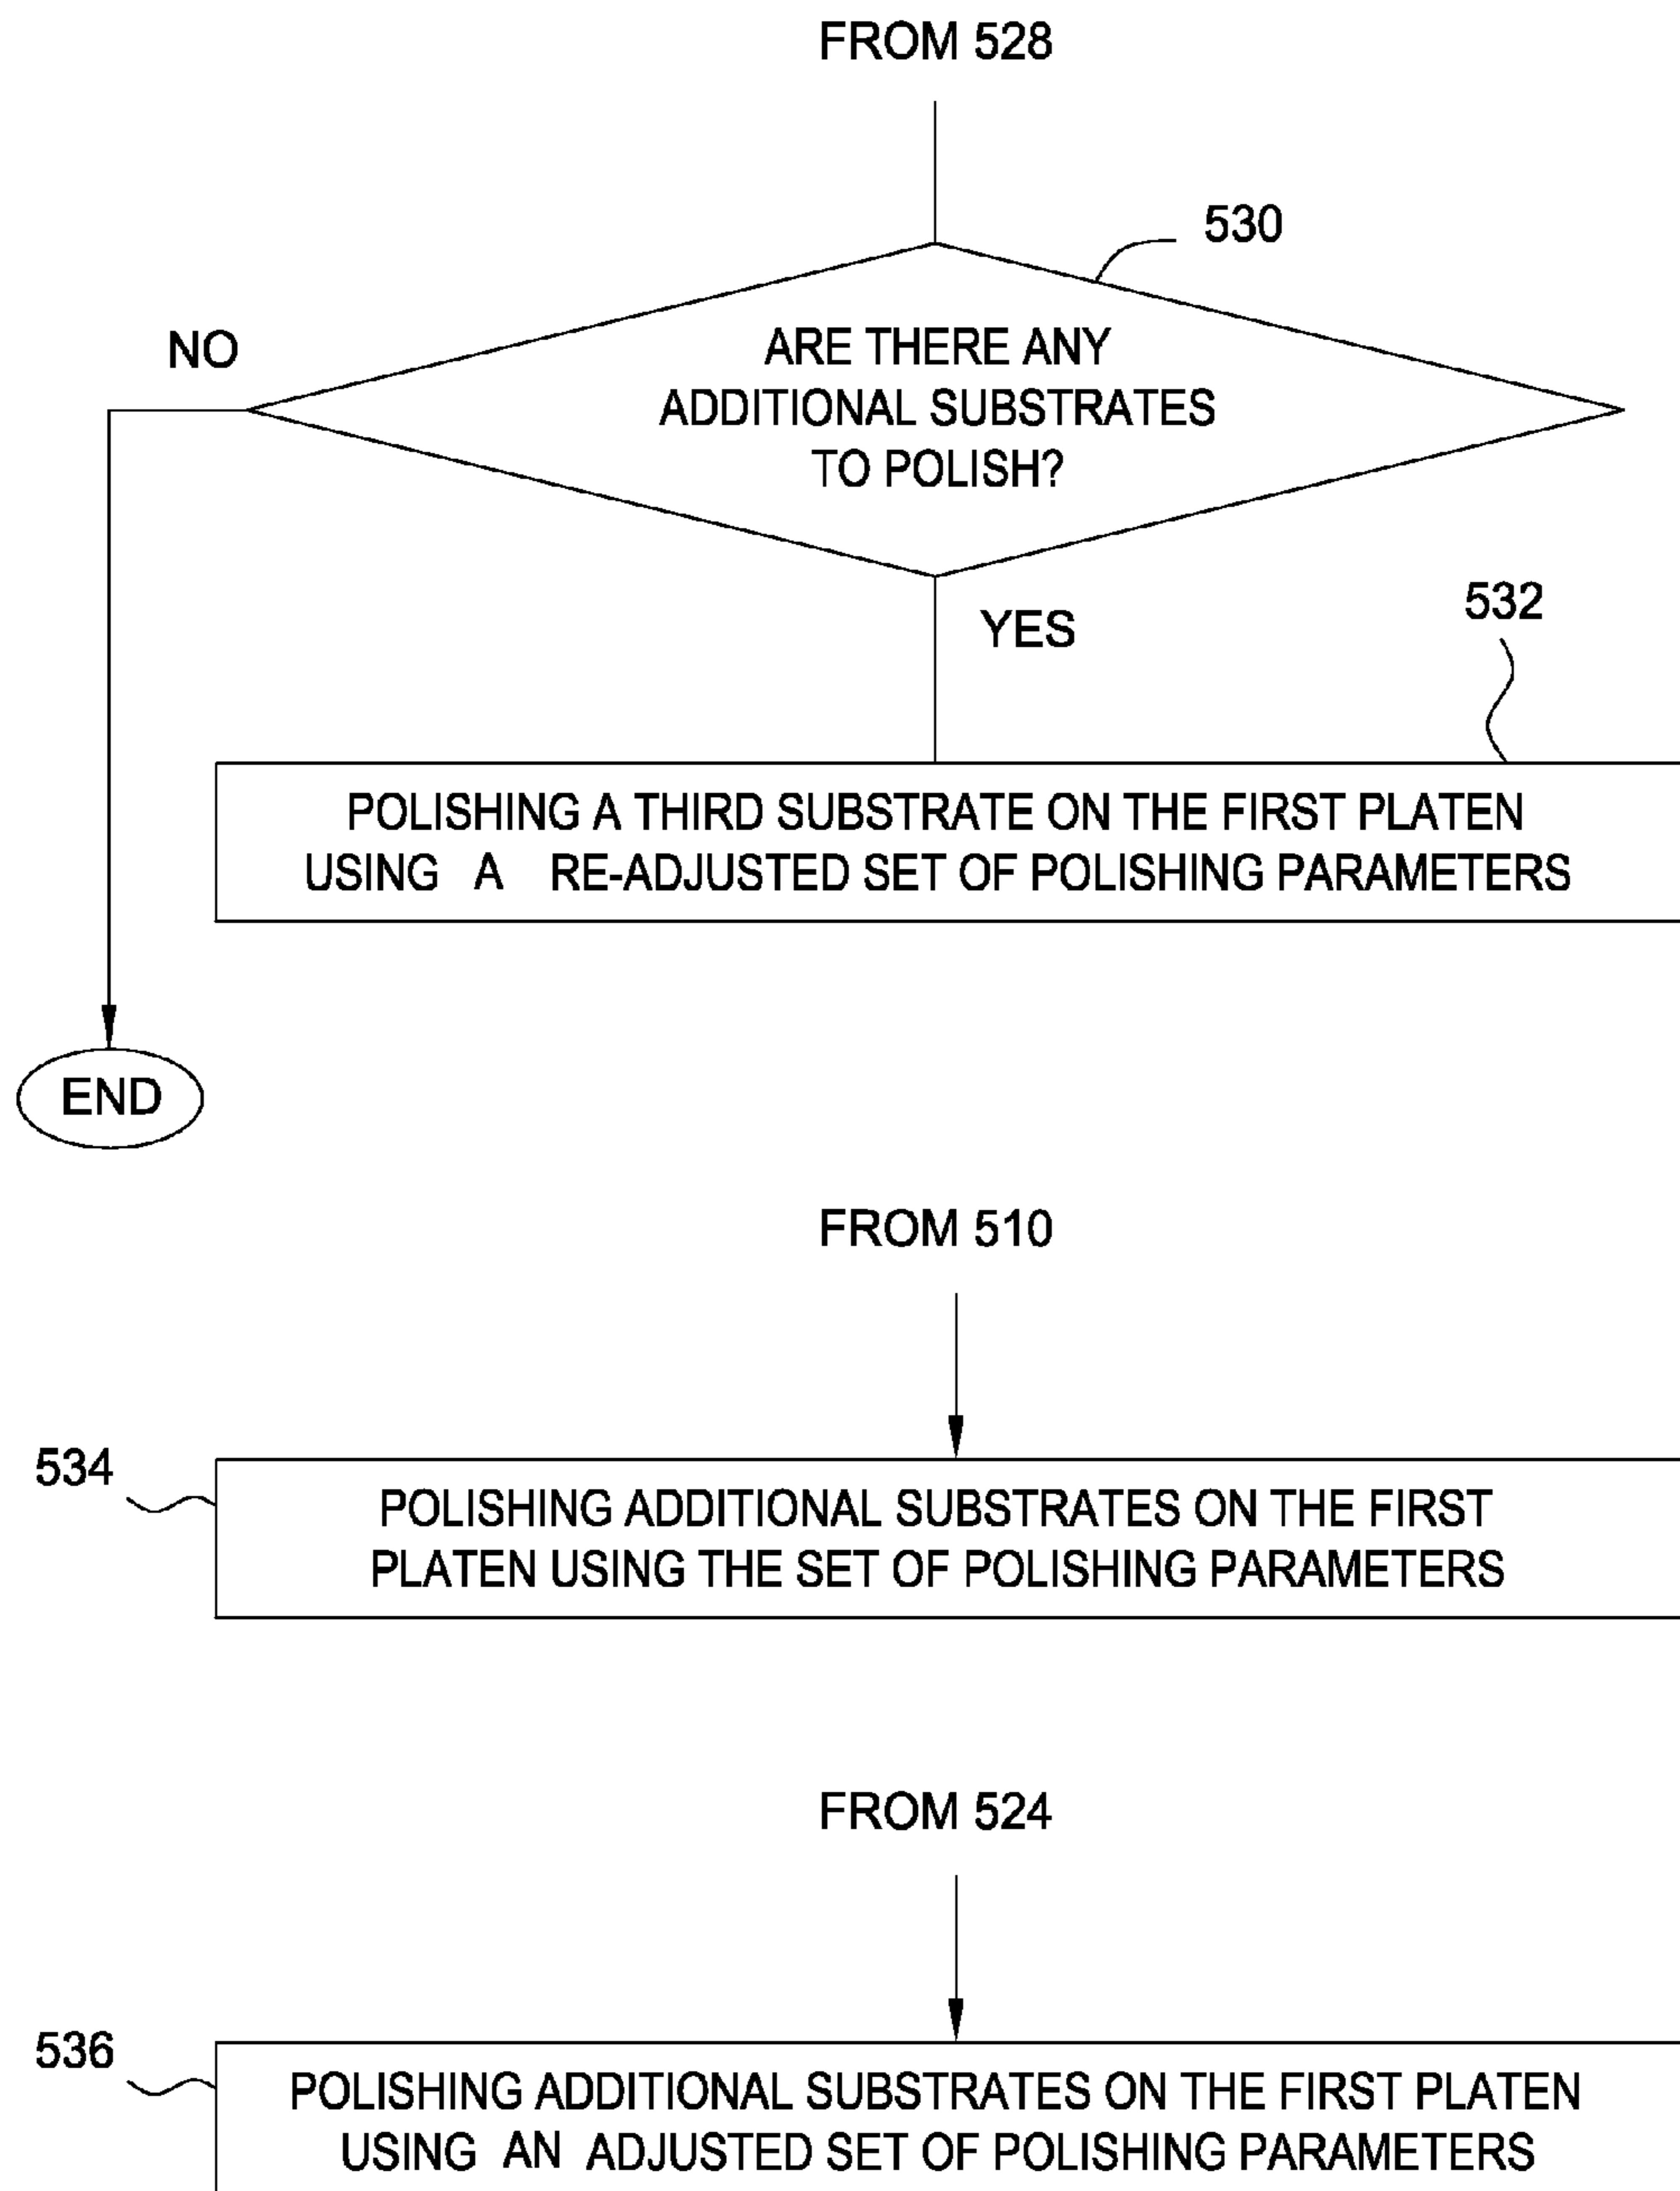 FROM 528
530
NO
ARE THERE ANY
ADDITIONAL SUBSTRATES
TO POLISH?
YES
532
POLISHING A THIRD SUBSTRATE ON THE FIRST PLATEN
USING A RE-ADJUSTED SET OF POLISHING PARAMETERS
END
FROM 510
534
POLISHING ADDITIONAL SUBSTRATES ON THE FIRST
PLATEN USING THE SET OF POLISHING PARAMETERS
FROM 524
536
POLISHING ADDITIONAL SUBSTRATES ON THE FIRST PLATEN
USING AN ADJUSTED SET OF POLISHING PARAMETERS